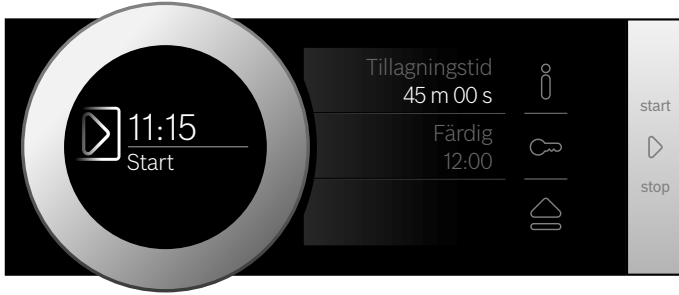 11:15
Start
Tillagningstid
45 m 00 s
Färdig
12:00
start
stop